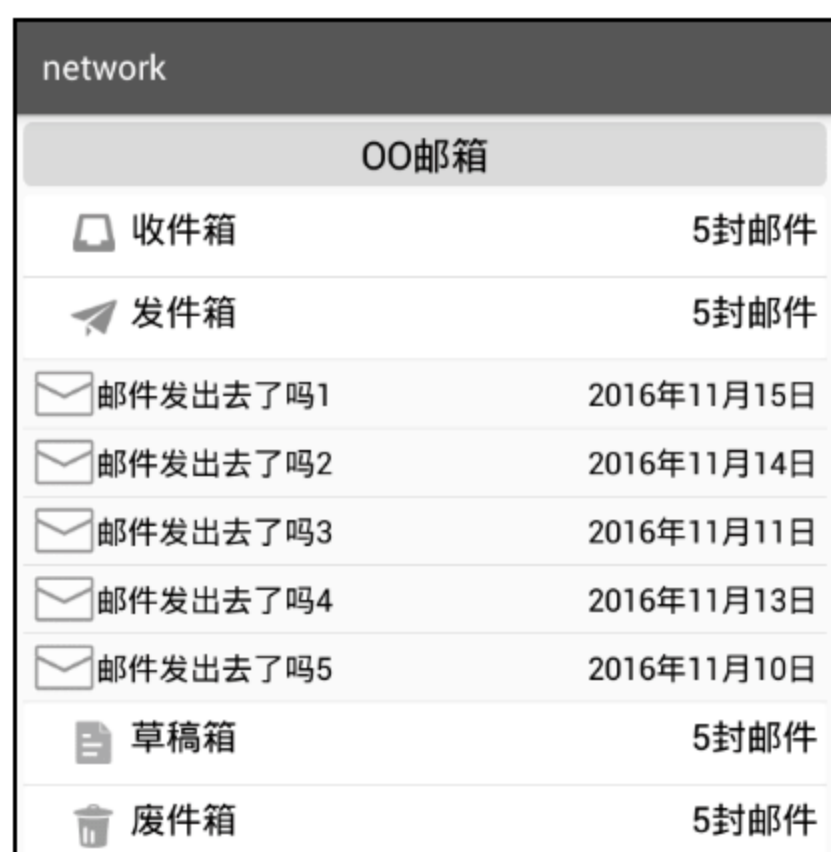 network
OO邮箱
收件箱 5封邮件
发件箱 5封邮件
邮件发出去了吗1 2016年11月15日
邮件发出去了吗2 2016年11月14日
邮件发出去了吗3 2016年11月11日
邮件发出去了吗4 2016年11月13日
邮件发出去了吗5 2016年11月10日
草稿箱 5封邮件
废件箱 5封邮件